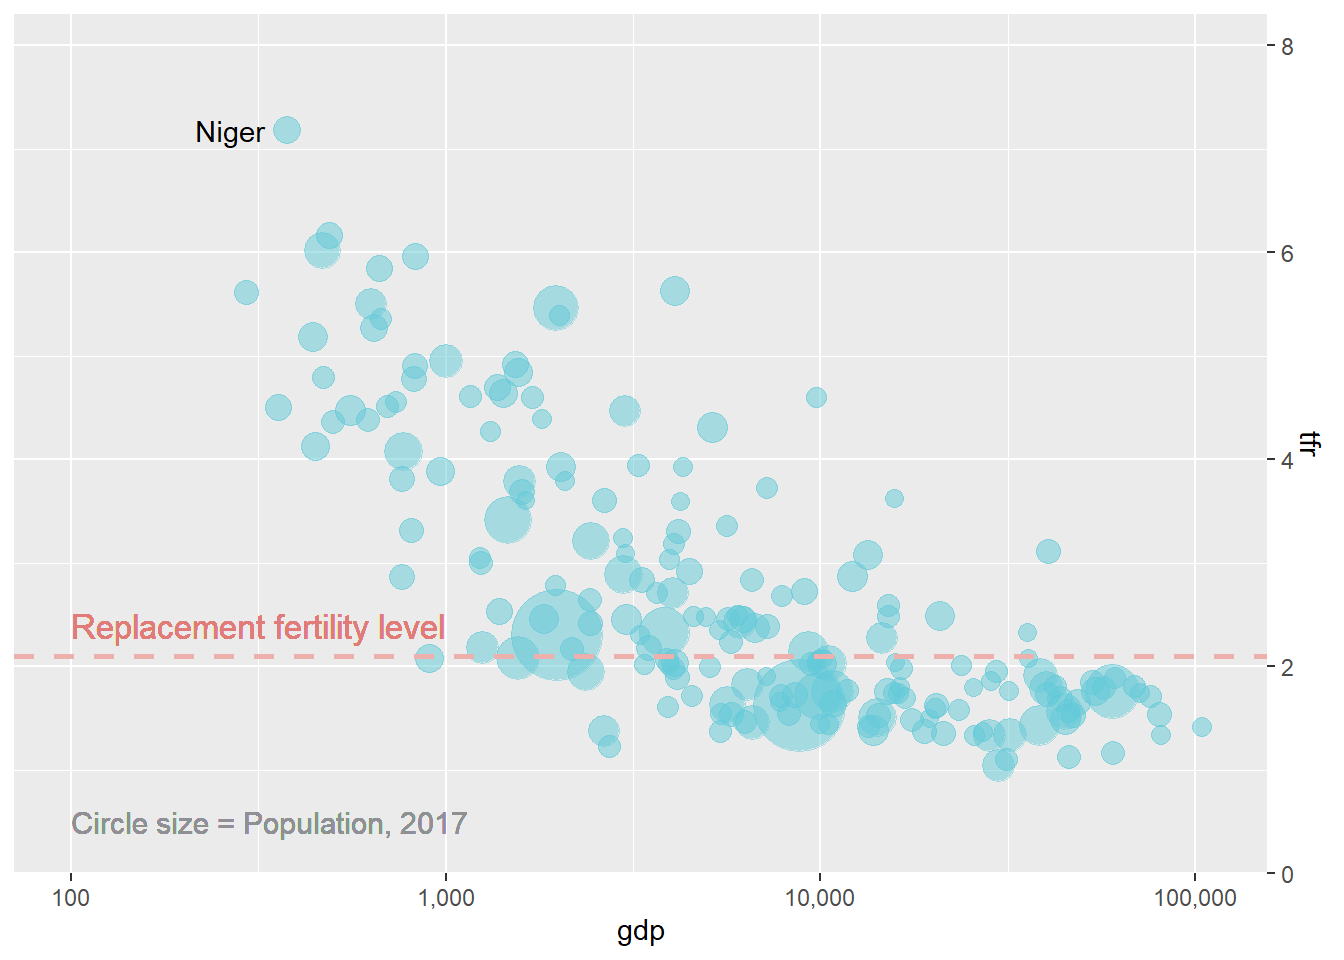 8
Niger
6
tfr
4
Replacement fertility level
2
Circle size = Population, 2017
0
100
1,000
10,000
100,000
gdp